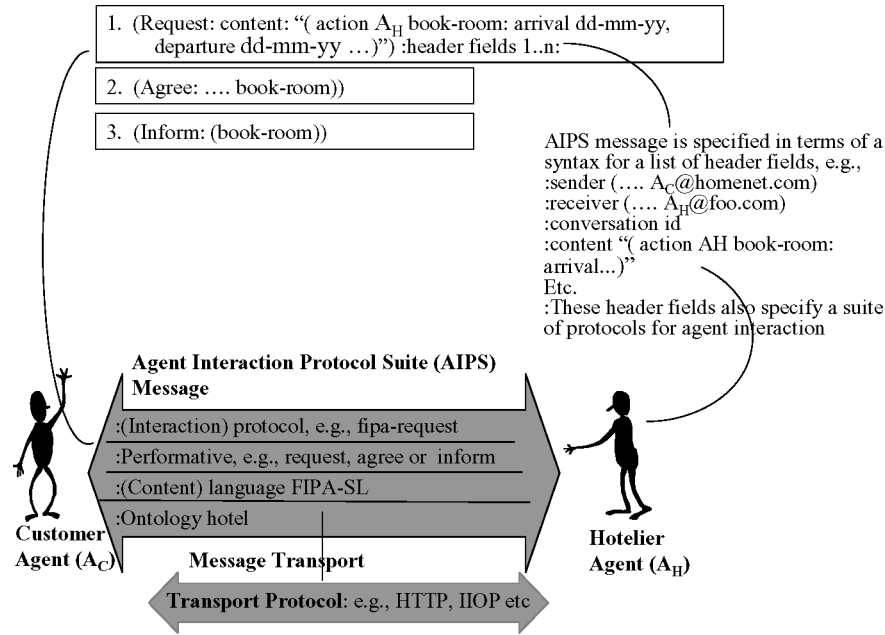 1. (Request: content: “( action A_H book-room: arrival dd-mm-yy,
departure dd-mm-yy …)”) :header fields 1..n:
2. (Agree: …. book-room))
3. (Inform: (book-room))
AIPS message is specified in terms of a
syntax for a list of header fields, e.g.,
:sender (…. A_C@homenet.com)
:receiver (…. A_H@foo.com)
:conversation id
:content “( action AH book-room:
arrival...)”
Etc.
:These header fields also specify a suite
of protocols for agent interaction
Agent Interaction Protocol Suite (AIPS)
Message
:(Interaction) protocol, e.g., fipa-request
:Performative, e.g., request, agree or inform
:(Content) language FIPA-SL
:Ontology hotel
Customer
Agent (A_C)
Hotelier
Agent (A_H)
Message Transport
Transport Protocol: e.g., HTTP, IIOP etc